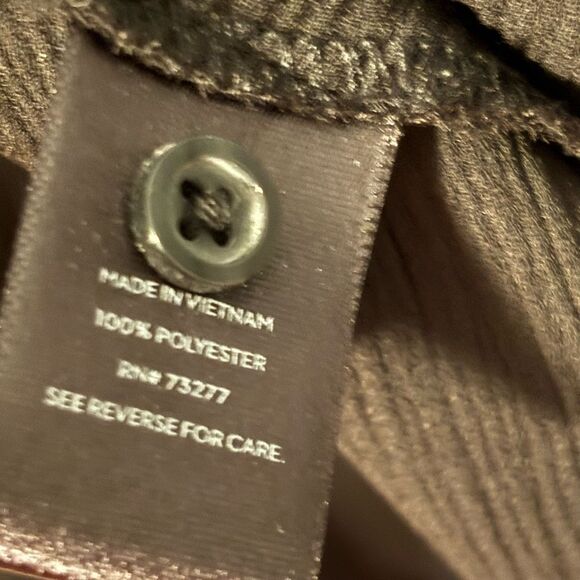 MADE IN VIETNAM
100% POLYESTER
RN# 73277
SEE REVERSE FOR CARE.